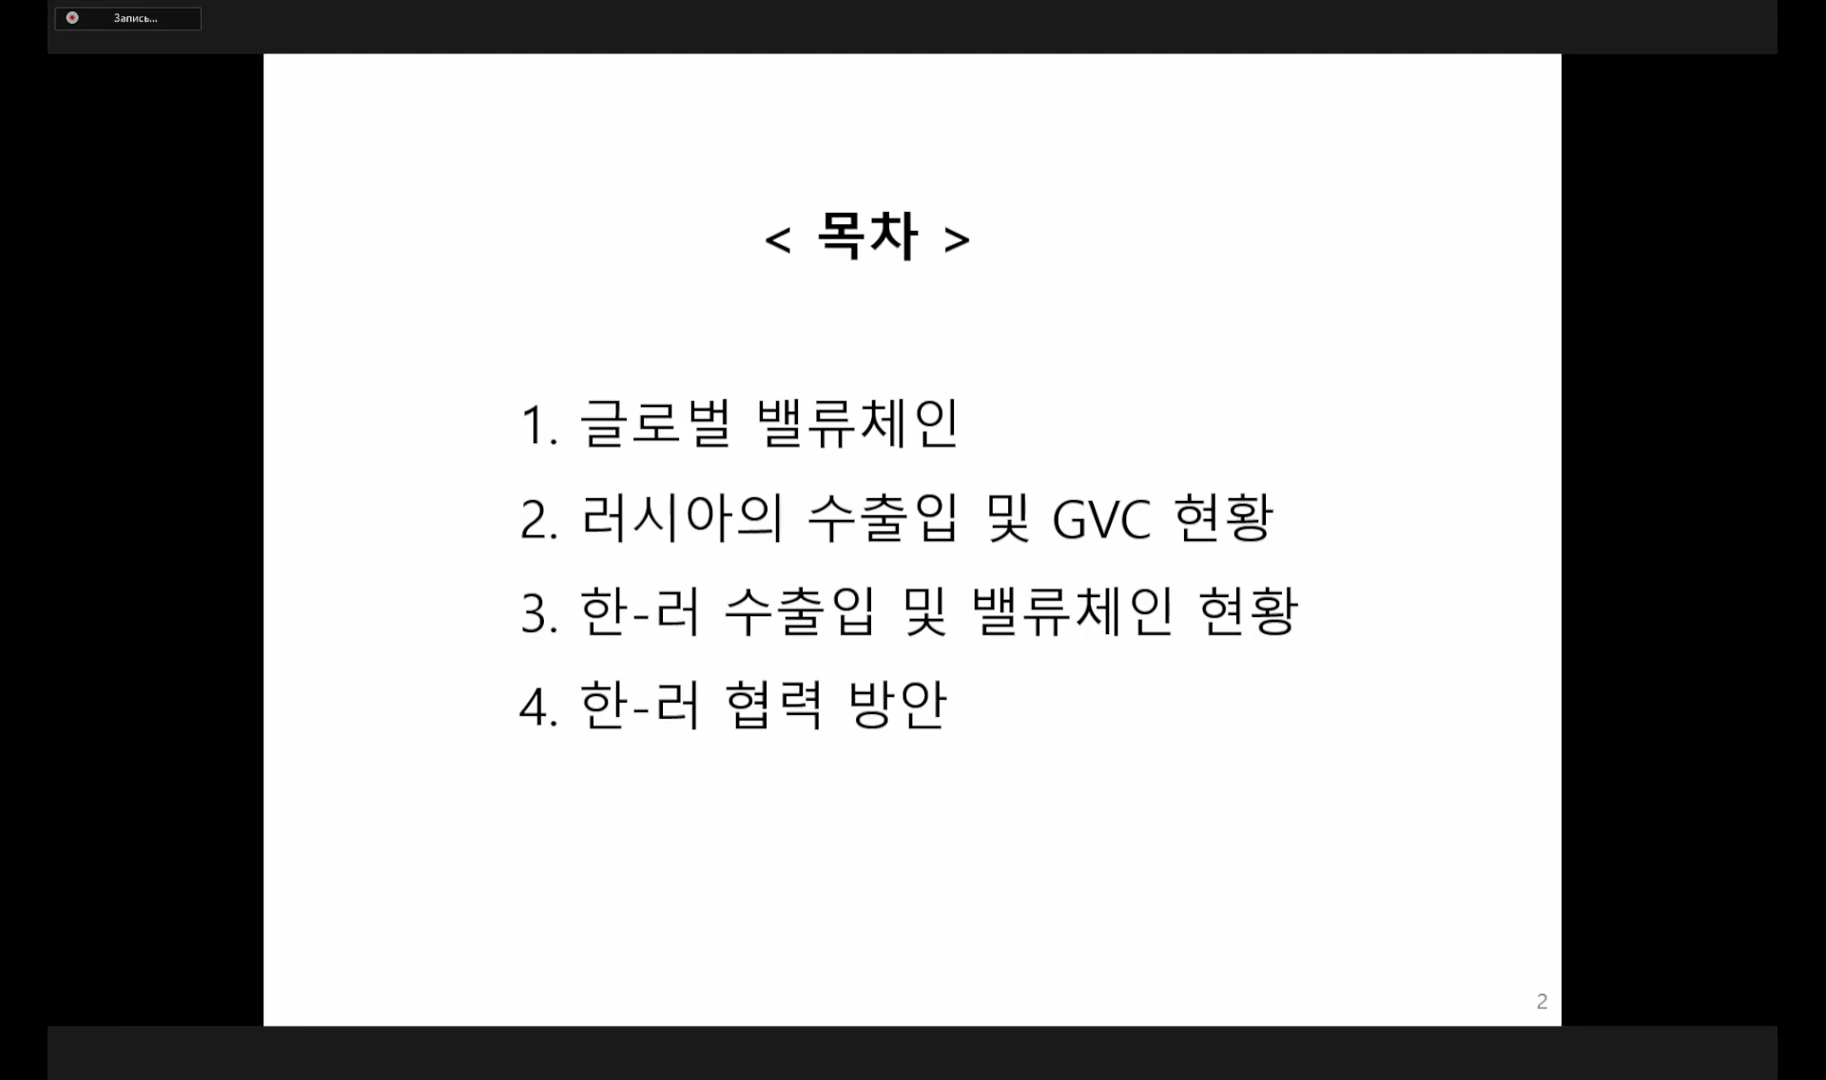 Запись...
< 목차 >
1. 글로벌 밸류체인
2. 러시아의 수출입 및 GVC 현황
3. 한-러 수출입 및 밸류체인 현황
4. 한-러 협력 방안
2